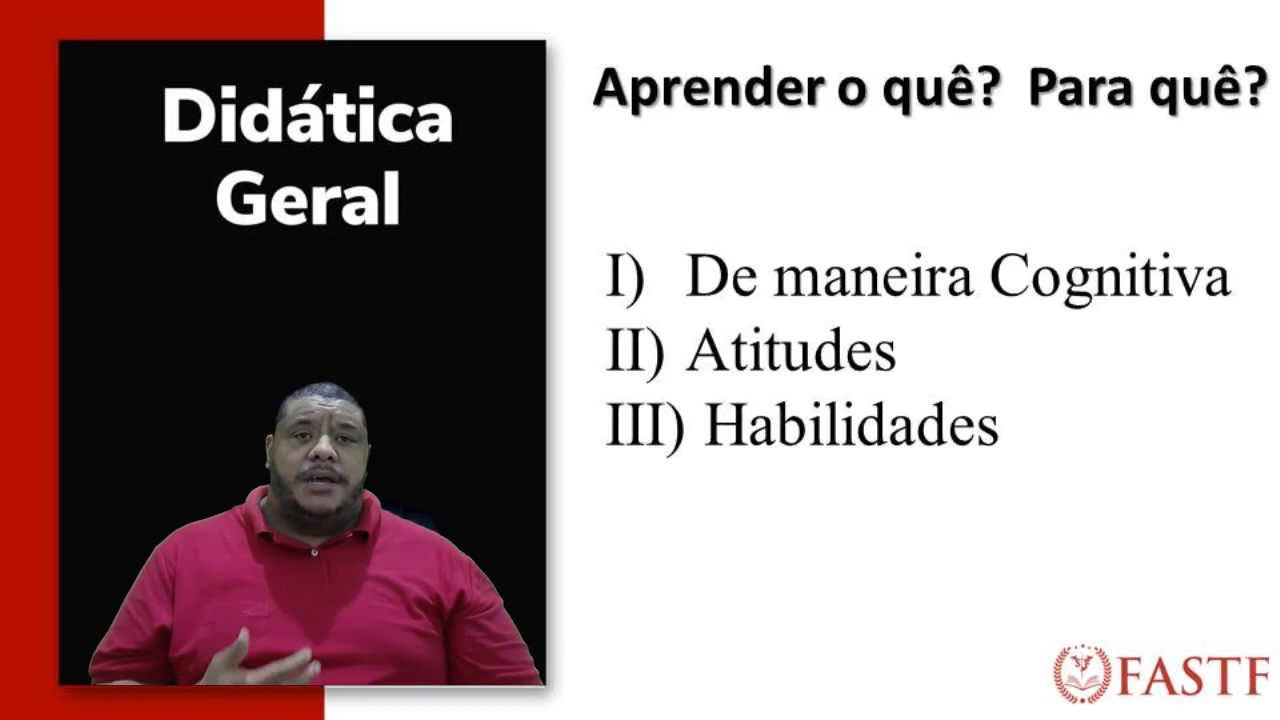 Didática
Geral
Aprender o quê? Para quê?
I) De maneira Cognitiva
II) Atitudes
III) Habilidades
FASTF